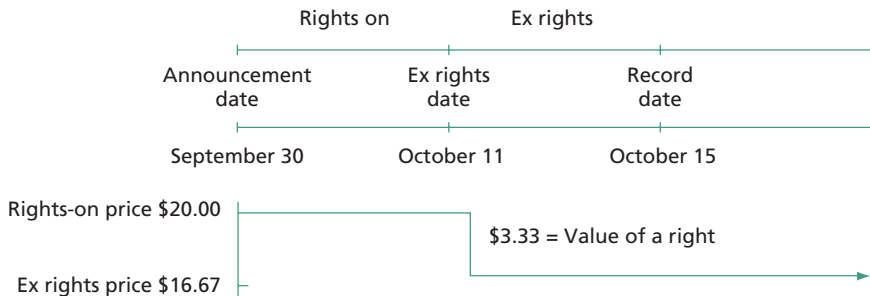 Rights on
Ex rights
Announcement
date
Ex rights
date
Record
date
September 30
October 11
October 15
Rights-on price $20.00
$3.33 = Value of a right
Ex rights price $16.67